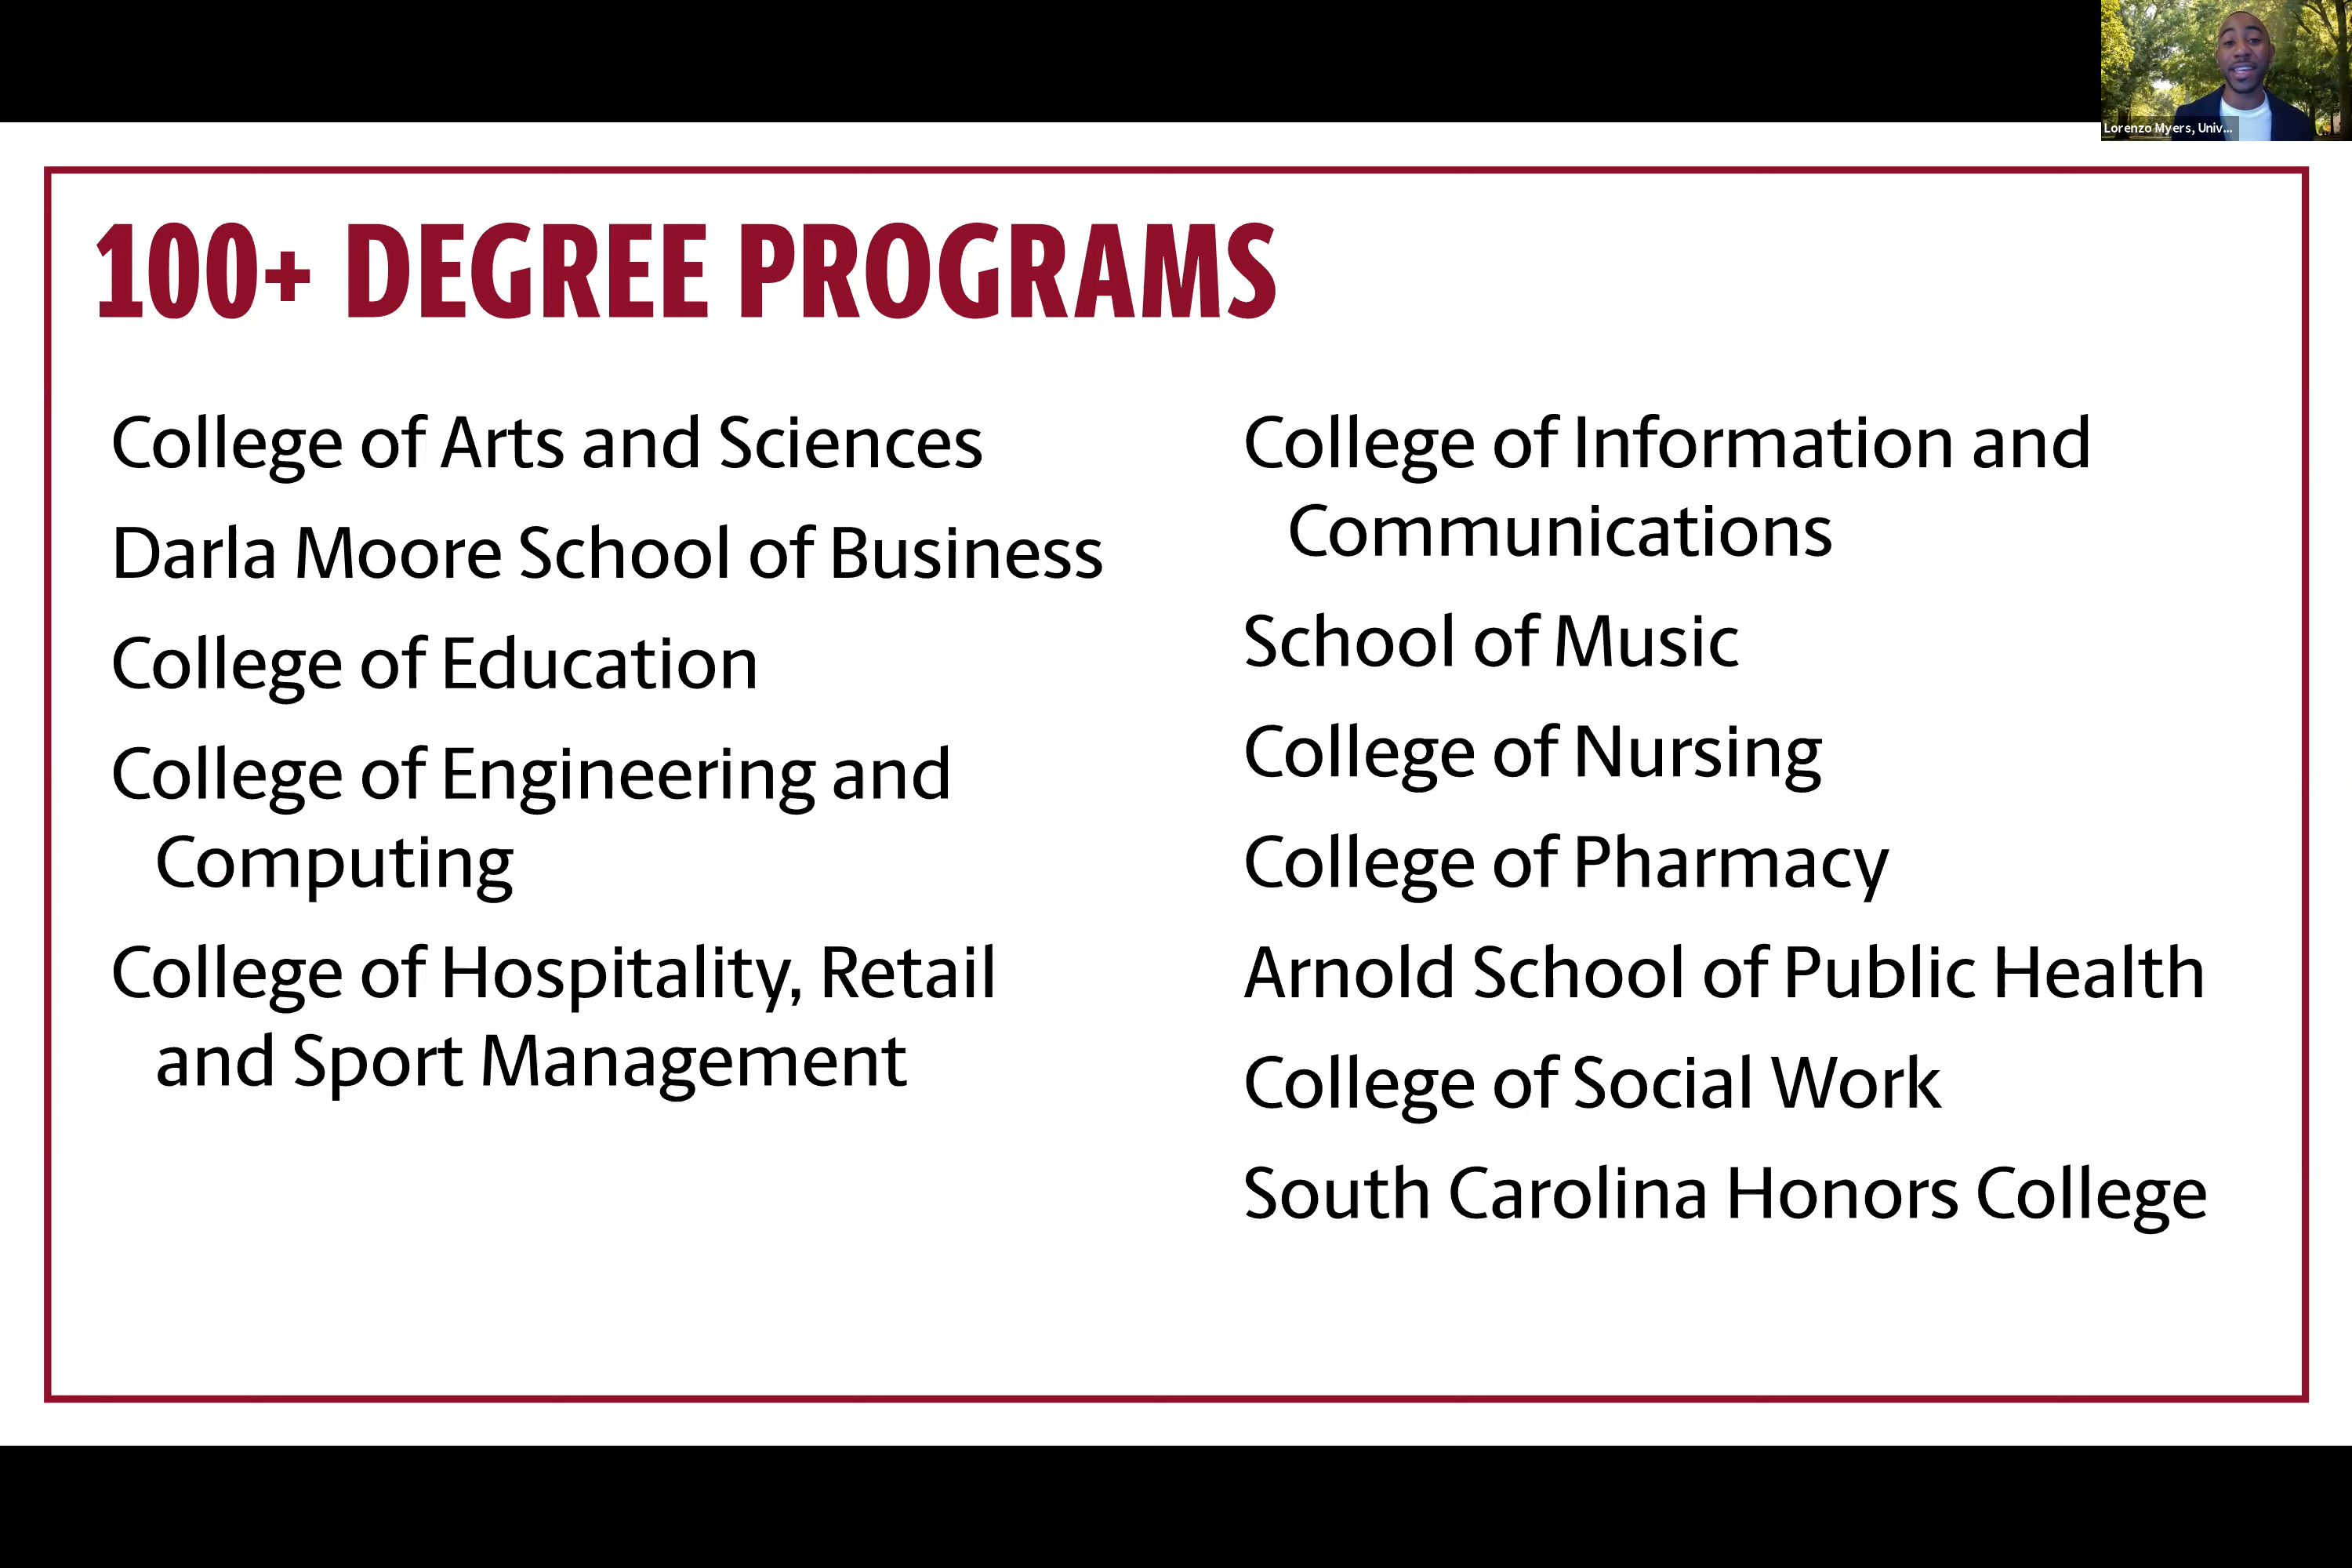 Lorenzo Myers, Univ...
100+ DEGREE PROGRAMS
College of Arts and Sciences
Darla Moore School of Business
College of Education
College of Engineering and
Computing
College of Hospitality, Retail
and Sport Management
College of Information and
Communications
School of Music
College of Nursing
College of Pharmacy
Arnold School of Public Health
College of Social Work
South Carolina Honors College